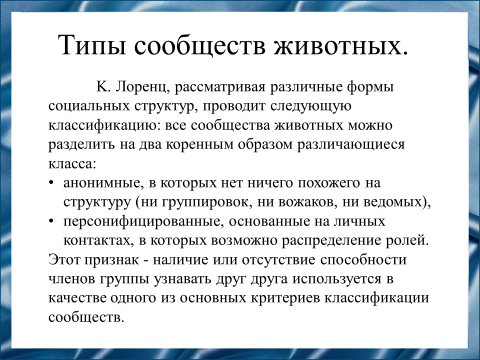 Типы сообществ животных.
К. Лоренц, рассматривая различные формы
социальных структур, проводит следующую
классификацию: все сообщества животных можно
разделить на два коренным образом различающиеся
класса:
• анонимные, в которых нет ничего похожего на
структуру (ни группировок, ни вожаков, ни ведомых),
• персонифицированные, основанные на личных
контактах, в которых возможно распределение ролей.
Этот признак - наличие или отсутствие способности
членов группы узнавать друг друга используется в
качестве одного из основных критериев классификации
сообществ.